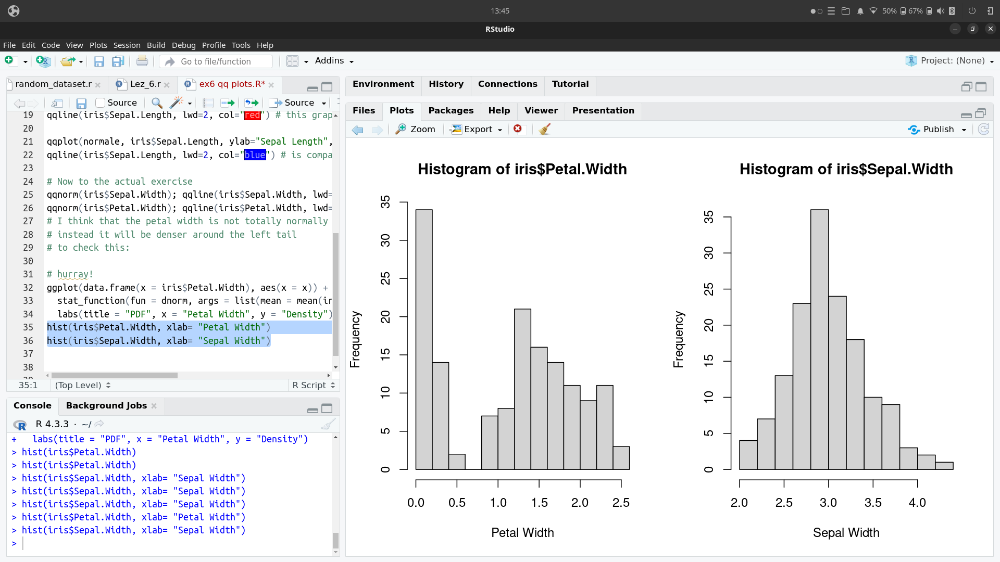 13:45
50% 67%
RStudio
File Edit Code View Plots Session Build Debug Profile Tools Help
Go to file/function Addins Project: (None)
random_dataset.r Lez_6.r ex6 qq plots.R*
Source Source
19 qqline(iris$Sepal.Length, lwd=2, col="red") # this grap
20
21 qqplot(normale, iris$Sepal.Length, ylab="Sepal Length",
22 qqline(iris$Sepal.Length, lwd=2, col="blue") # is compa
23
24 # Now to the actual exercise
25 qqnorm(iris$Sepal.Width); qqline(iris$Sepal.Width, lwd=
26 qqnorm(iris$Petal.Width); qqline(iris$Petal.Width, lwd=
27 # I think that the petal width is not totally normally
28 # instead it will be denser around the left tail
29 # to check this:
30
31 # hurray!
32 ggplot(data.frame(x = iris$Petal.Width), aes(x = x)) +
33 stat_function(fun = dnorm, args = list(mean = mean(ir
34 labs(title = "PDF", x = "Petal Width", y = "Density")
35 hist(iris$Petal.Width, xlab= "Petal Width")
36 hist(iris$Sepal.Width, xlab= "Sepal Width")
37
38
35:1 (Top Level) R Script
Console Background Jobs
R 4.3.3 · ~/
+ labs(title = "PDF", x = "Petal Width", y = "Density")
> hist(iris$Petal.Width)
> hist(iris$Petal.Width)
> hist(iris$Sepal.Width, xlab= "Sepal Width")
> hist(iris$Sepal.Width, xlab= "Sepal Width")
> hist(iris$Sepal.Width, xlab= "Sepal Width")
> hist(iris$Petal.Width, xlab= "Petal Width")
> hist(iris$Sepal.Width, xlab= "Sepal Width")
>
Environment History Connections Tutorial
Files Plots Packages Help Viewer Presentation
Zoom Export Publish
Histogram of iris$Petal.Width
Frequency
35
30
25
20
15
10
5
0
0.0 0.5 1.0 1.5 2.0 2.5
Petal Width
Histogram of iris$Sepal.Width
Frequency
35
30
25
20
15
10
5
0
2.0 2.5 3.0 3.5 4.0
Sepal Width